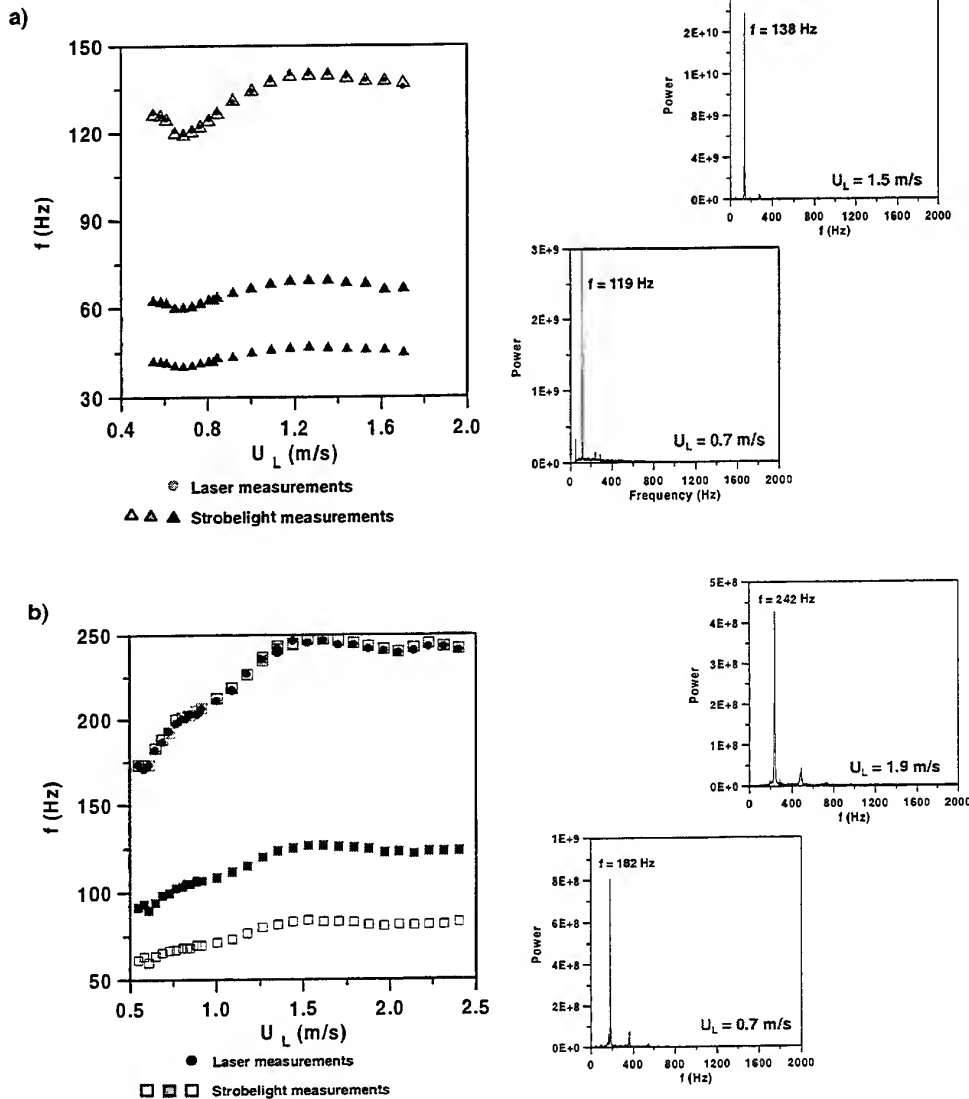 a)
150
120
90
60
30
f (Hz)
0.4 0.8 1.2 1.6 2.0
U L (m/s)
Laser measurements
Strobelight measurements
2E+10
1E+10
8E+9
4E+9
0E+0
Power
f = 138 Hz
U L = 1.5 m/s
0 400 800 1200 1600 2000
f (Hz)
3E+9
2E+9
1E+9
0E+0
Power
f = 119 Hz
U L = 0.7 m/s
0 400 800 1200 1600 2000
Frequency (Hz)
b)
250
200
150
100
50
f (Hz)
0.5 1.0 1.5 2.0 2.5
U L (m/s)
Laser measurements
Strobelight measurements
5E+8
4E+8
3E+8
2E+8
1E+8
0E+0
Power
f = 242 Hz
U L = 1.9 m/s
0 400 800 1200 1600 2000
f (Hz)
1E+9
8E+8
6E+8
4E+8
2E+8
0E+0
Power
f = 182 Hz
U L = 0.7 m/s
0 400 800 1200 1600 2000
f (Hz)